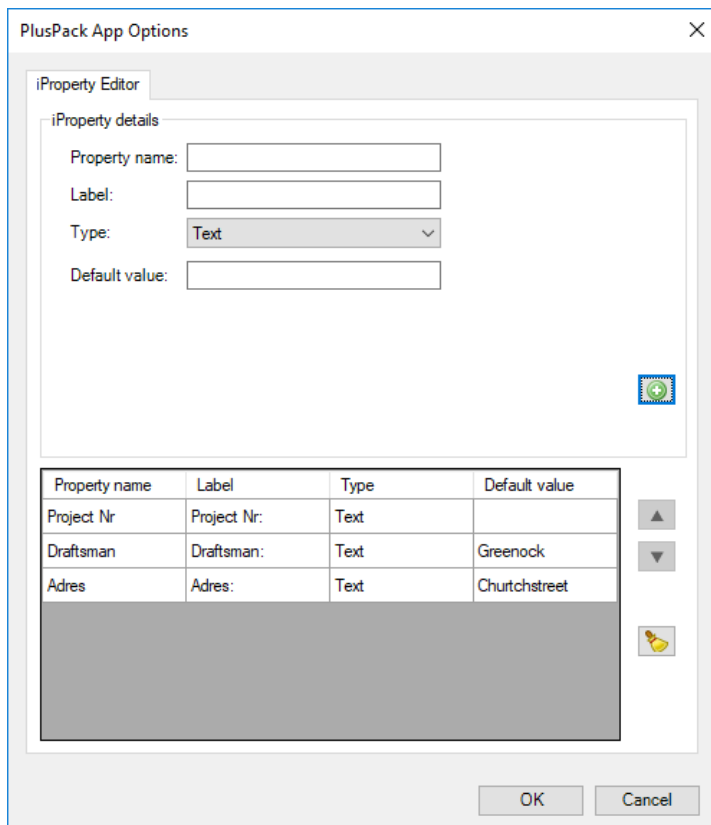 PlusPack App Options
iProperty Editor
iProperty details
Property name:
Label:
Type: Text
Default value:
Property name Label Type Default value
Project Nr Project Nr: Text
Draftsman Draftsman: Text Greenock
Adres Adres: Text Churtchstreet
OK Cancel